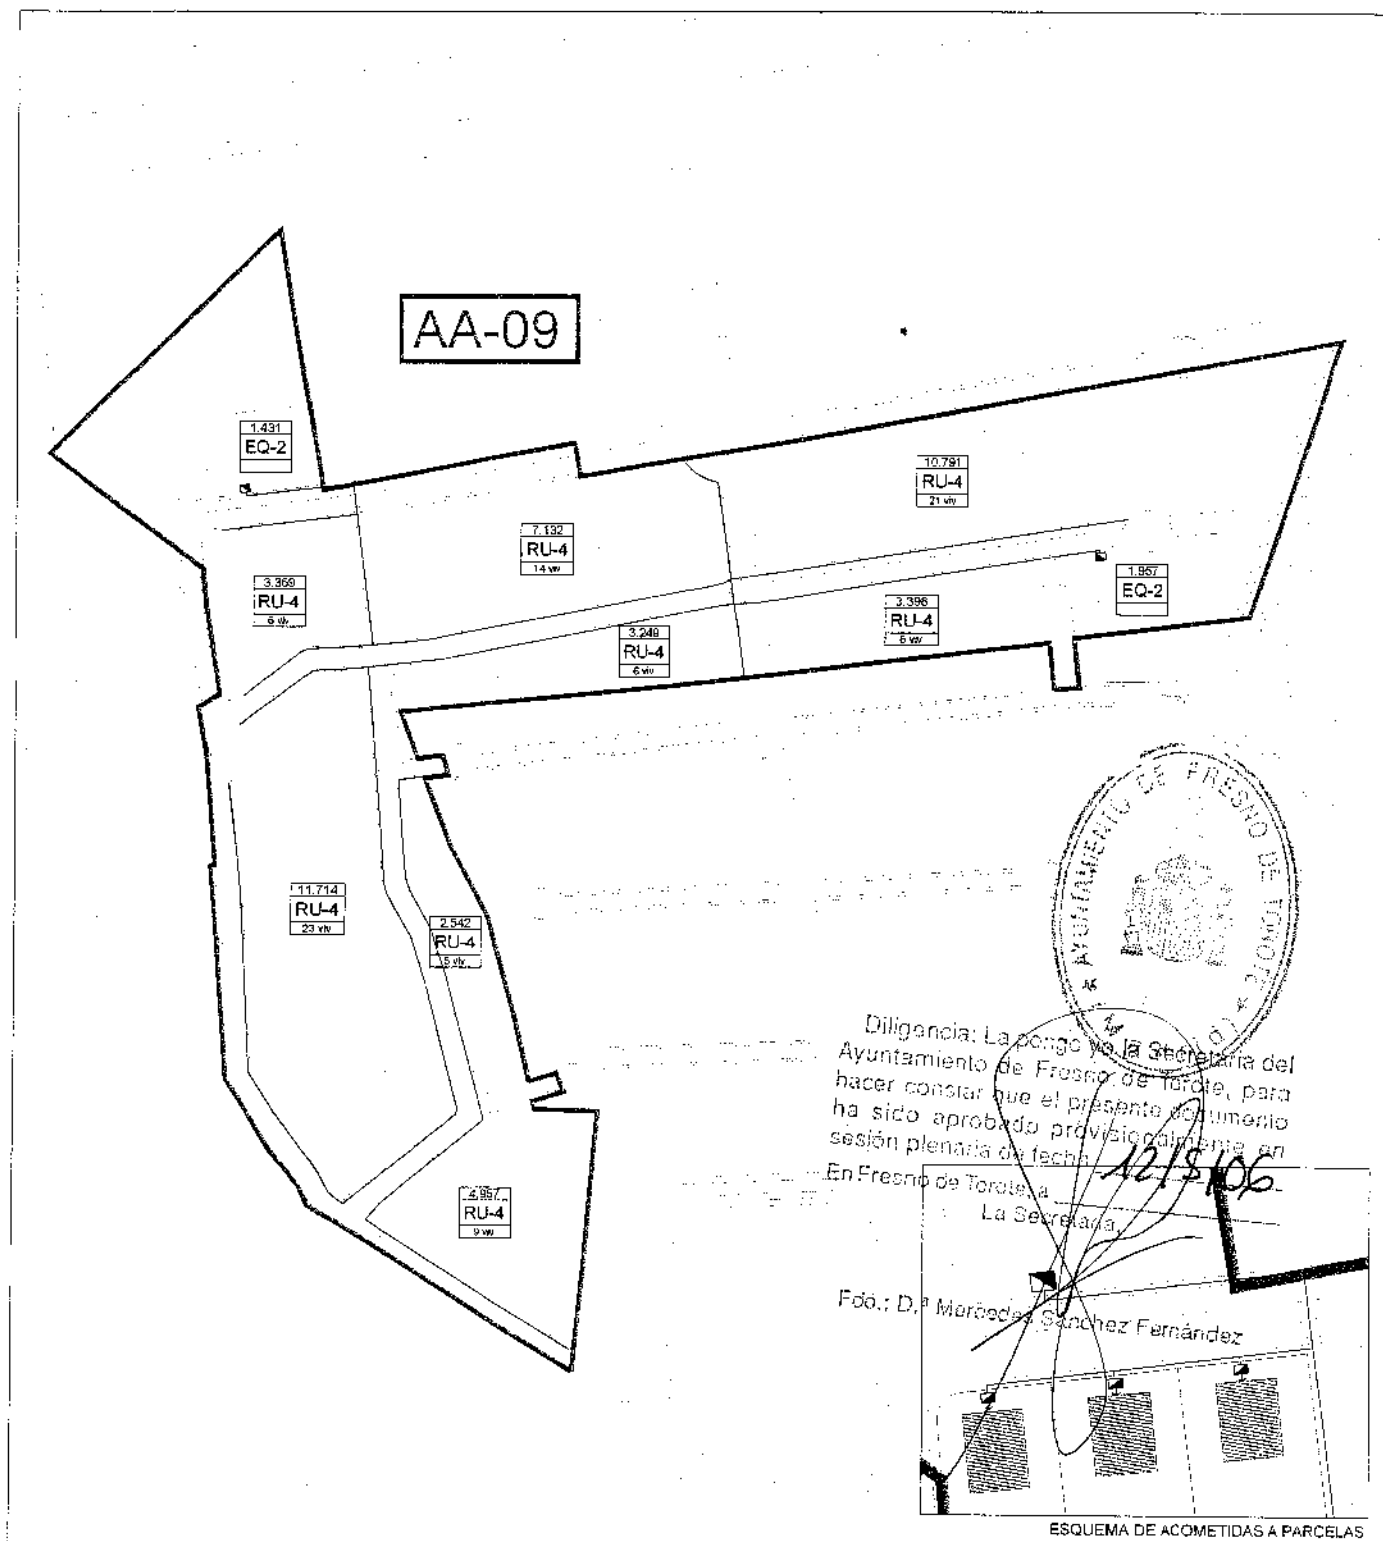 AA-09
1.431
EQ-2
10.791
RU-4
21 viv
7.132
RU-4
14 viv
1.957
EQ-2
3.369
RU-4
6 viv
3.396
RU-4
6 viv
3.249
RU-4
6 viv
11.714
RU-4
23 viv
2.542
RU-4
5 viv
RU-4
9 viv
AYUNTAMIENTO DE FRESNO DE TOROTE
Diligencia: La pongo yo la Secretaria del
Ayuntamiento de Fresno de Torote, para
hacer constar que el presente documento
ha sido aprobado provisionalmente en
sesión plenaria de fecha
En Fresno de Torote, a
La Secretaria,
Fdo.: D.ª Mercedes Sánchez Fernández
ESQUEMA DE ACOMETIDAS A PARCELAS